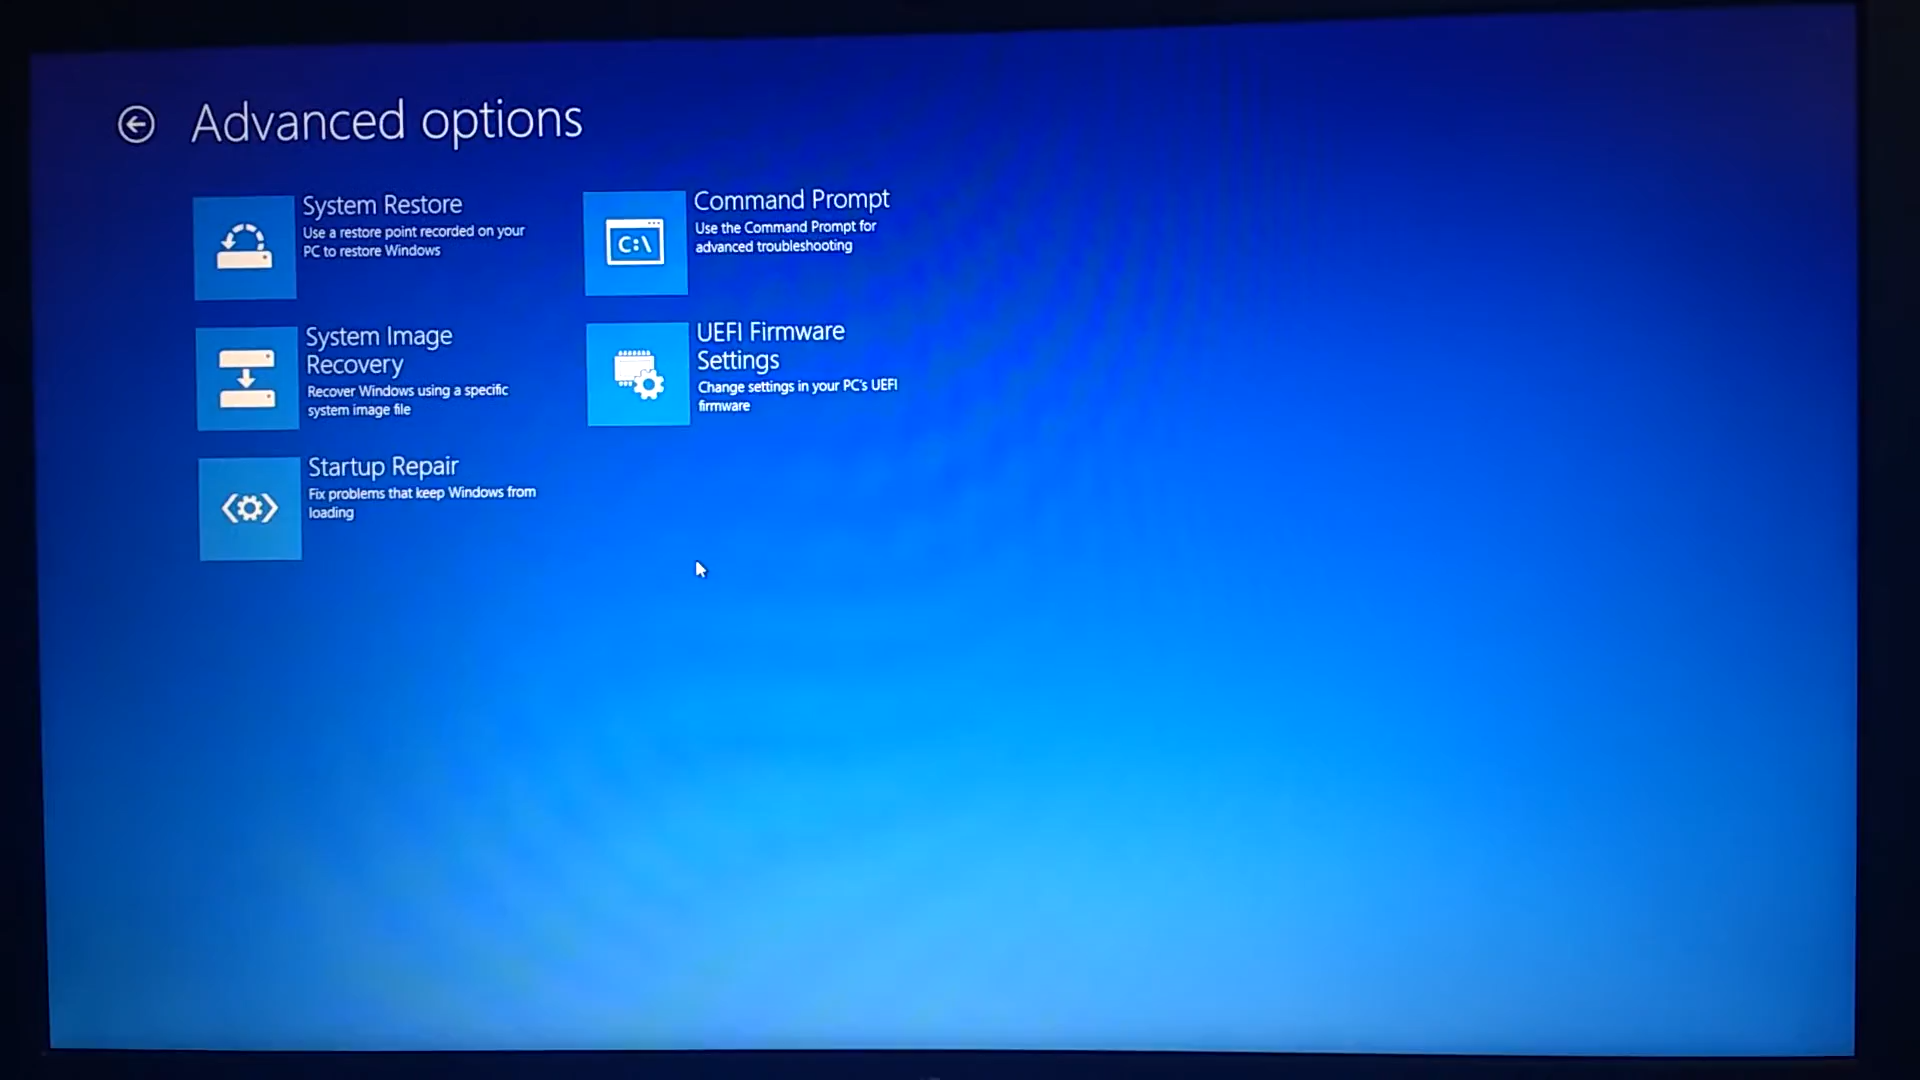 Advanced options
System Restore
Use a restore point recorded on your
PC to restore Windows
System Image
Recovery
Recover Windows using a specific
system image file
Startup Repair
Fix problems that keep Windows from
loading
Command Prompt
Use the Command Prompt for
advanced troubleshooting
C:\
UEFI Firmware
Settings
Change settings in your PC's UEFI
firmware